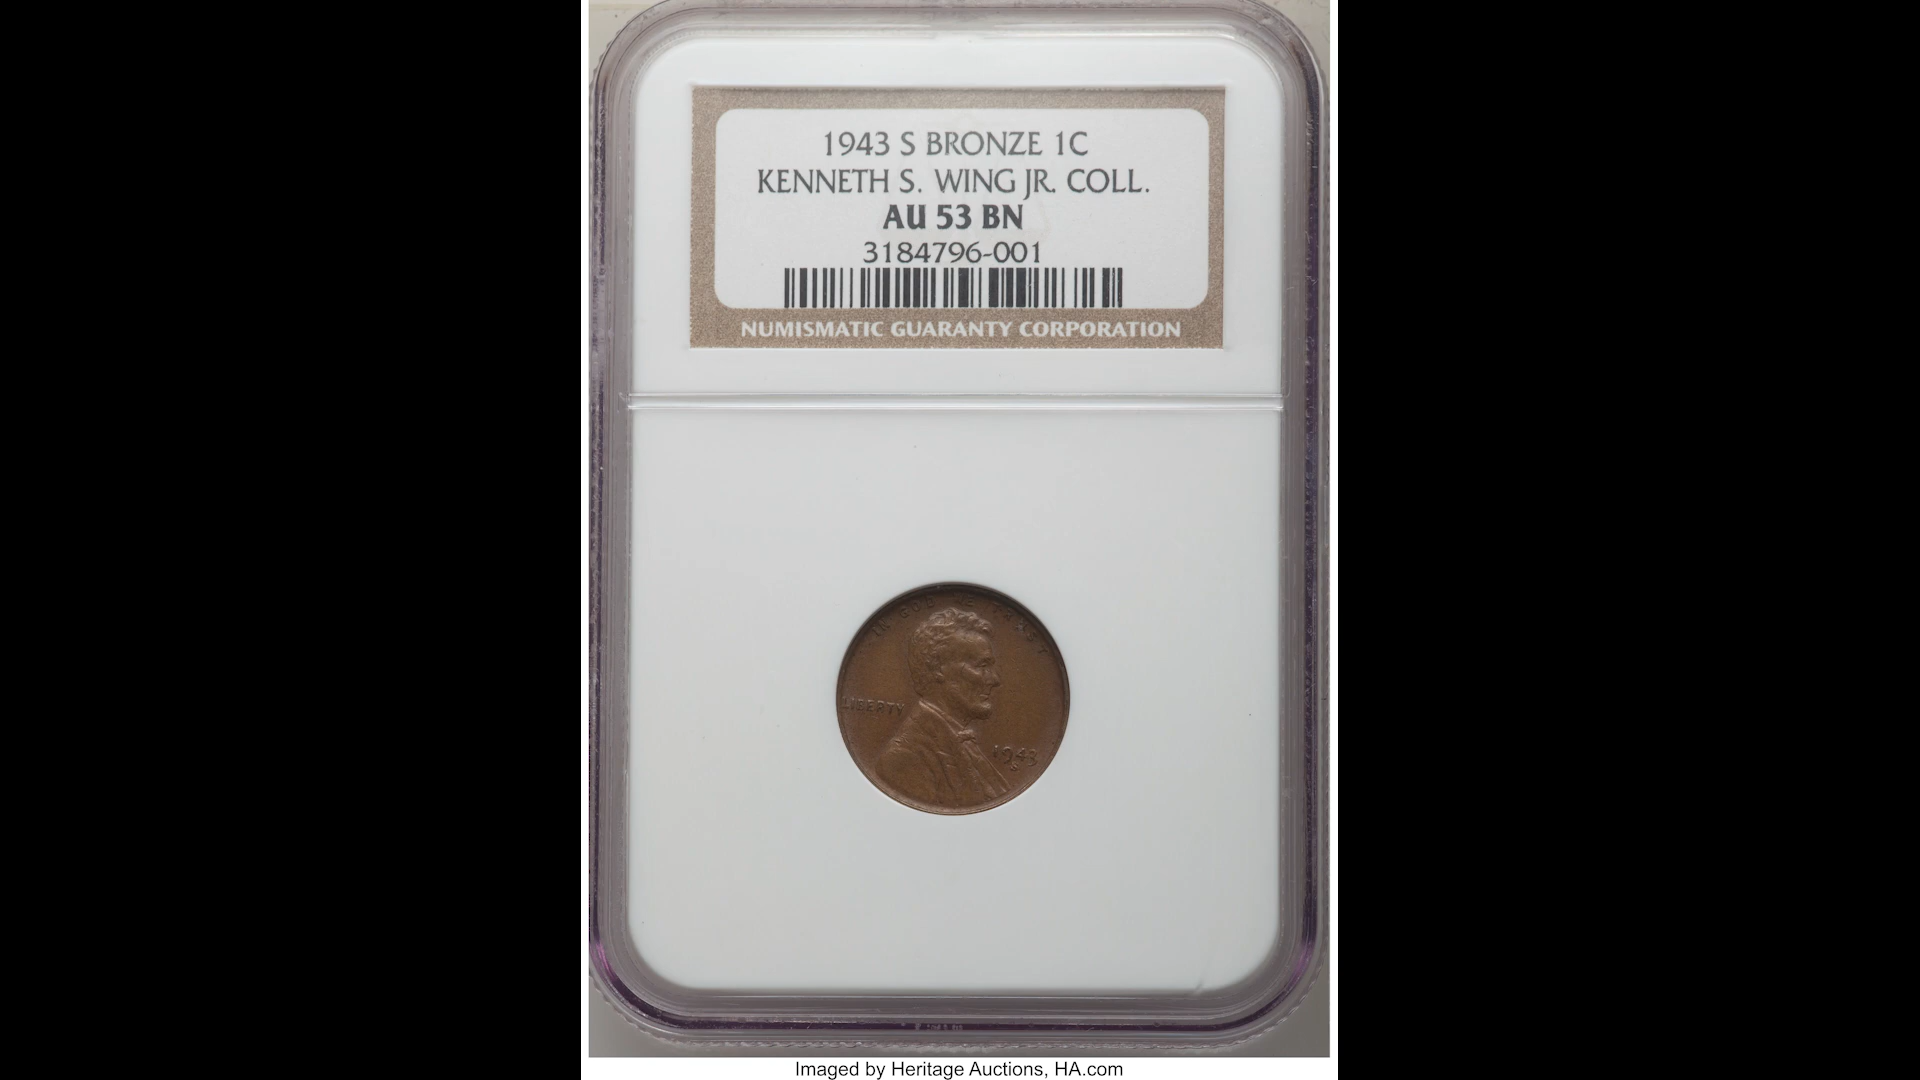 1943 S BRONZE 1C
KENNETH S. WING JR. COLL.
AU 53 BN
3184796-001
NUMISMATIC GUARANTY CORPORATION
IN GOD WE TRUST
LIBERTY
1943
S
Imaged by Heritage Auctions, HA.com